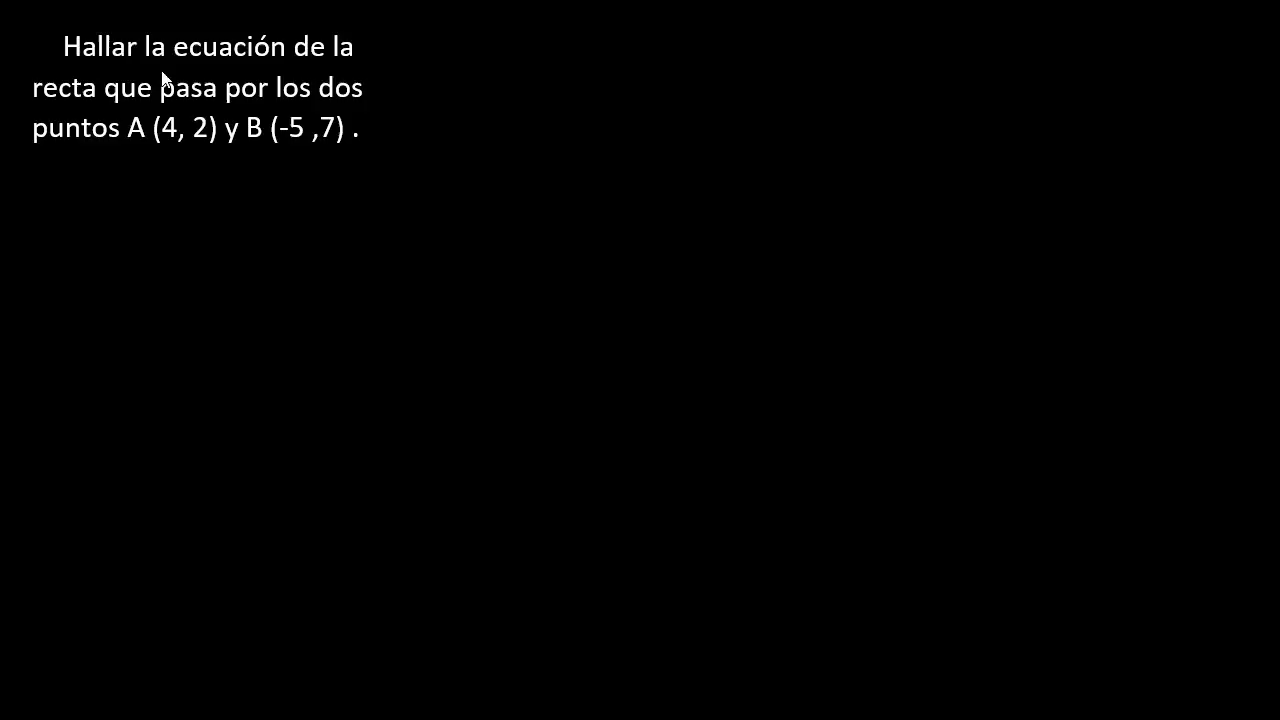 Hallar la ecuación de la
recta que pasa por los dos
puntos A (4, 2) y B (-5 ,7) .